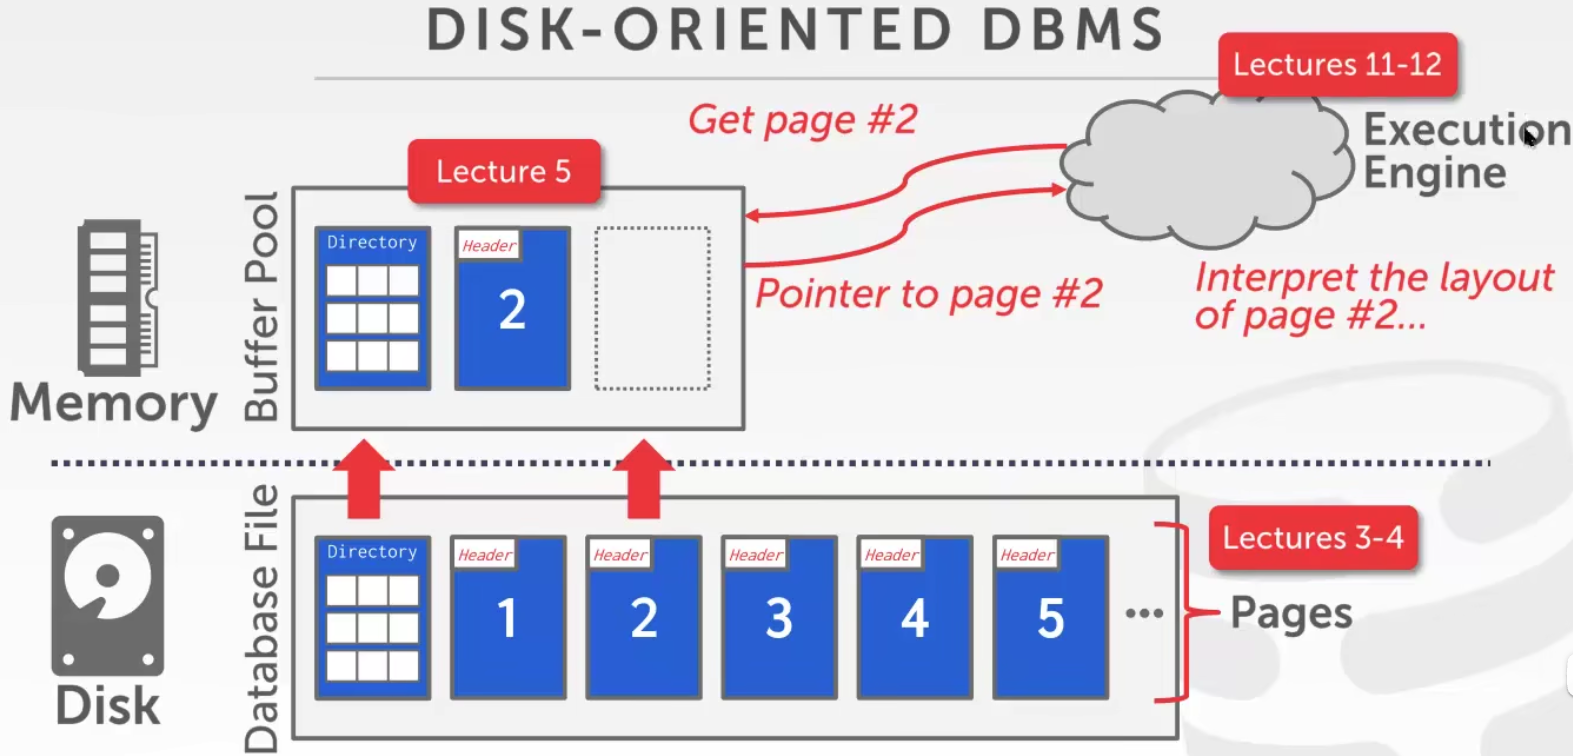 DISK-ORIENTED DBMS
Lectures 11-12
Get page #2
Execution
Engine
Lecture 5
Buffer Pool
Directory
Header
2
Pointer to page #2
Interpret the layout
of page #2...
Memory
Database File
Directory
Header
1
Header
2
Header
3
Header
4
Header
5
...
Lectures 3-4
Pages
Disk